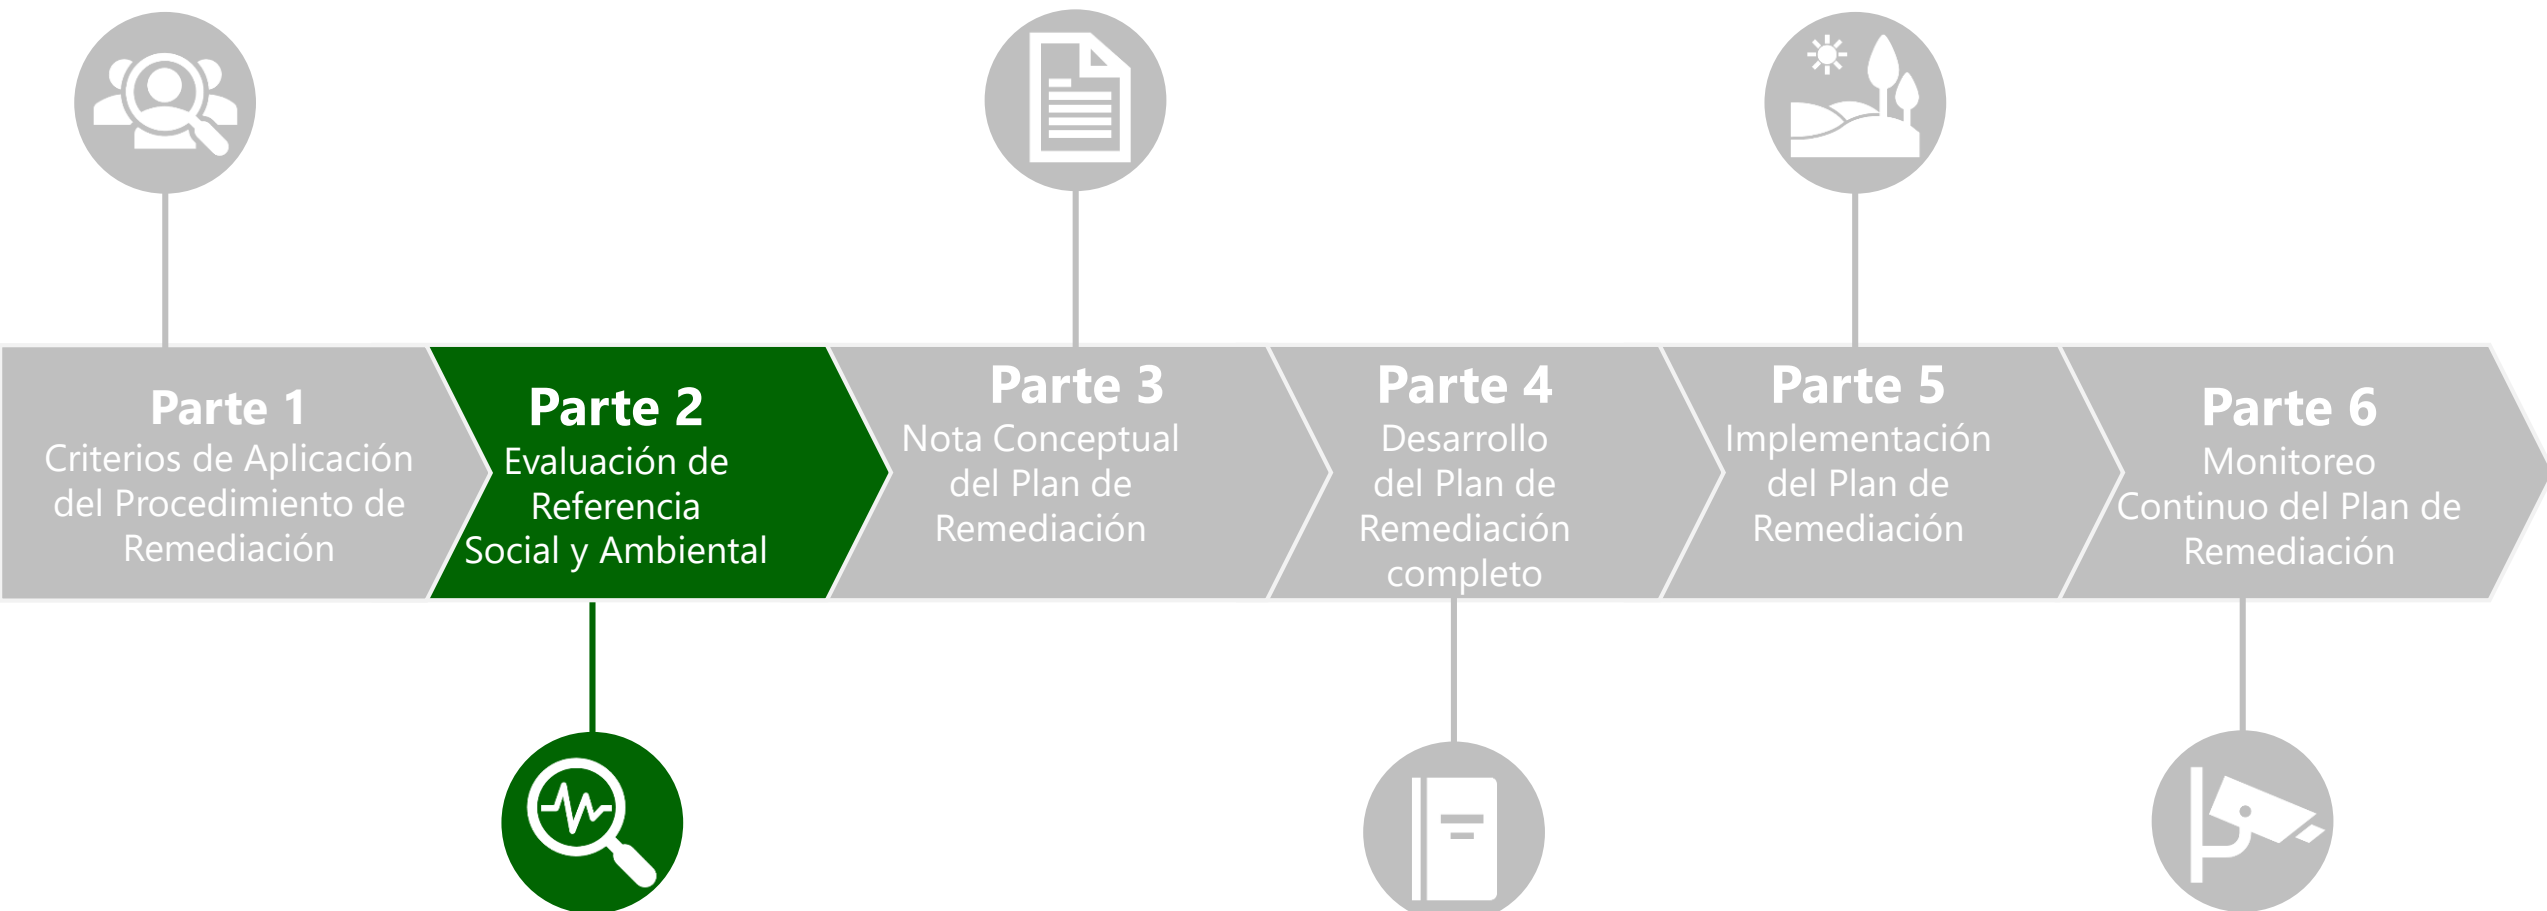 Parte 1
Criterios de Aplicación
del Procedimiento de
Remediación
Parte 2
Evaluación de
Referencia
Social y Ambiental
Parte 3
Nota Conceptual
del Plan de
Remediación
Parte 4
Desarrollo
del Plan de
Remediación
completo
Parte 5
Implementación
del Plan de
Remediación
Parte 6
Monitoreo
Continuo del Plan de
Remediación